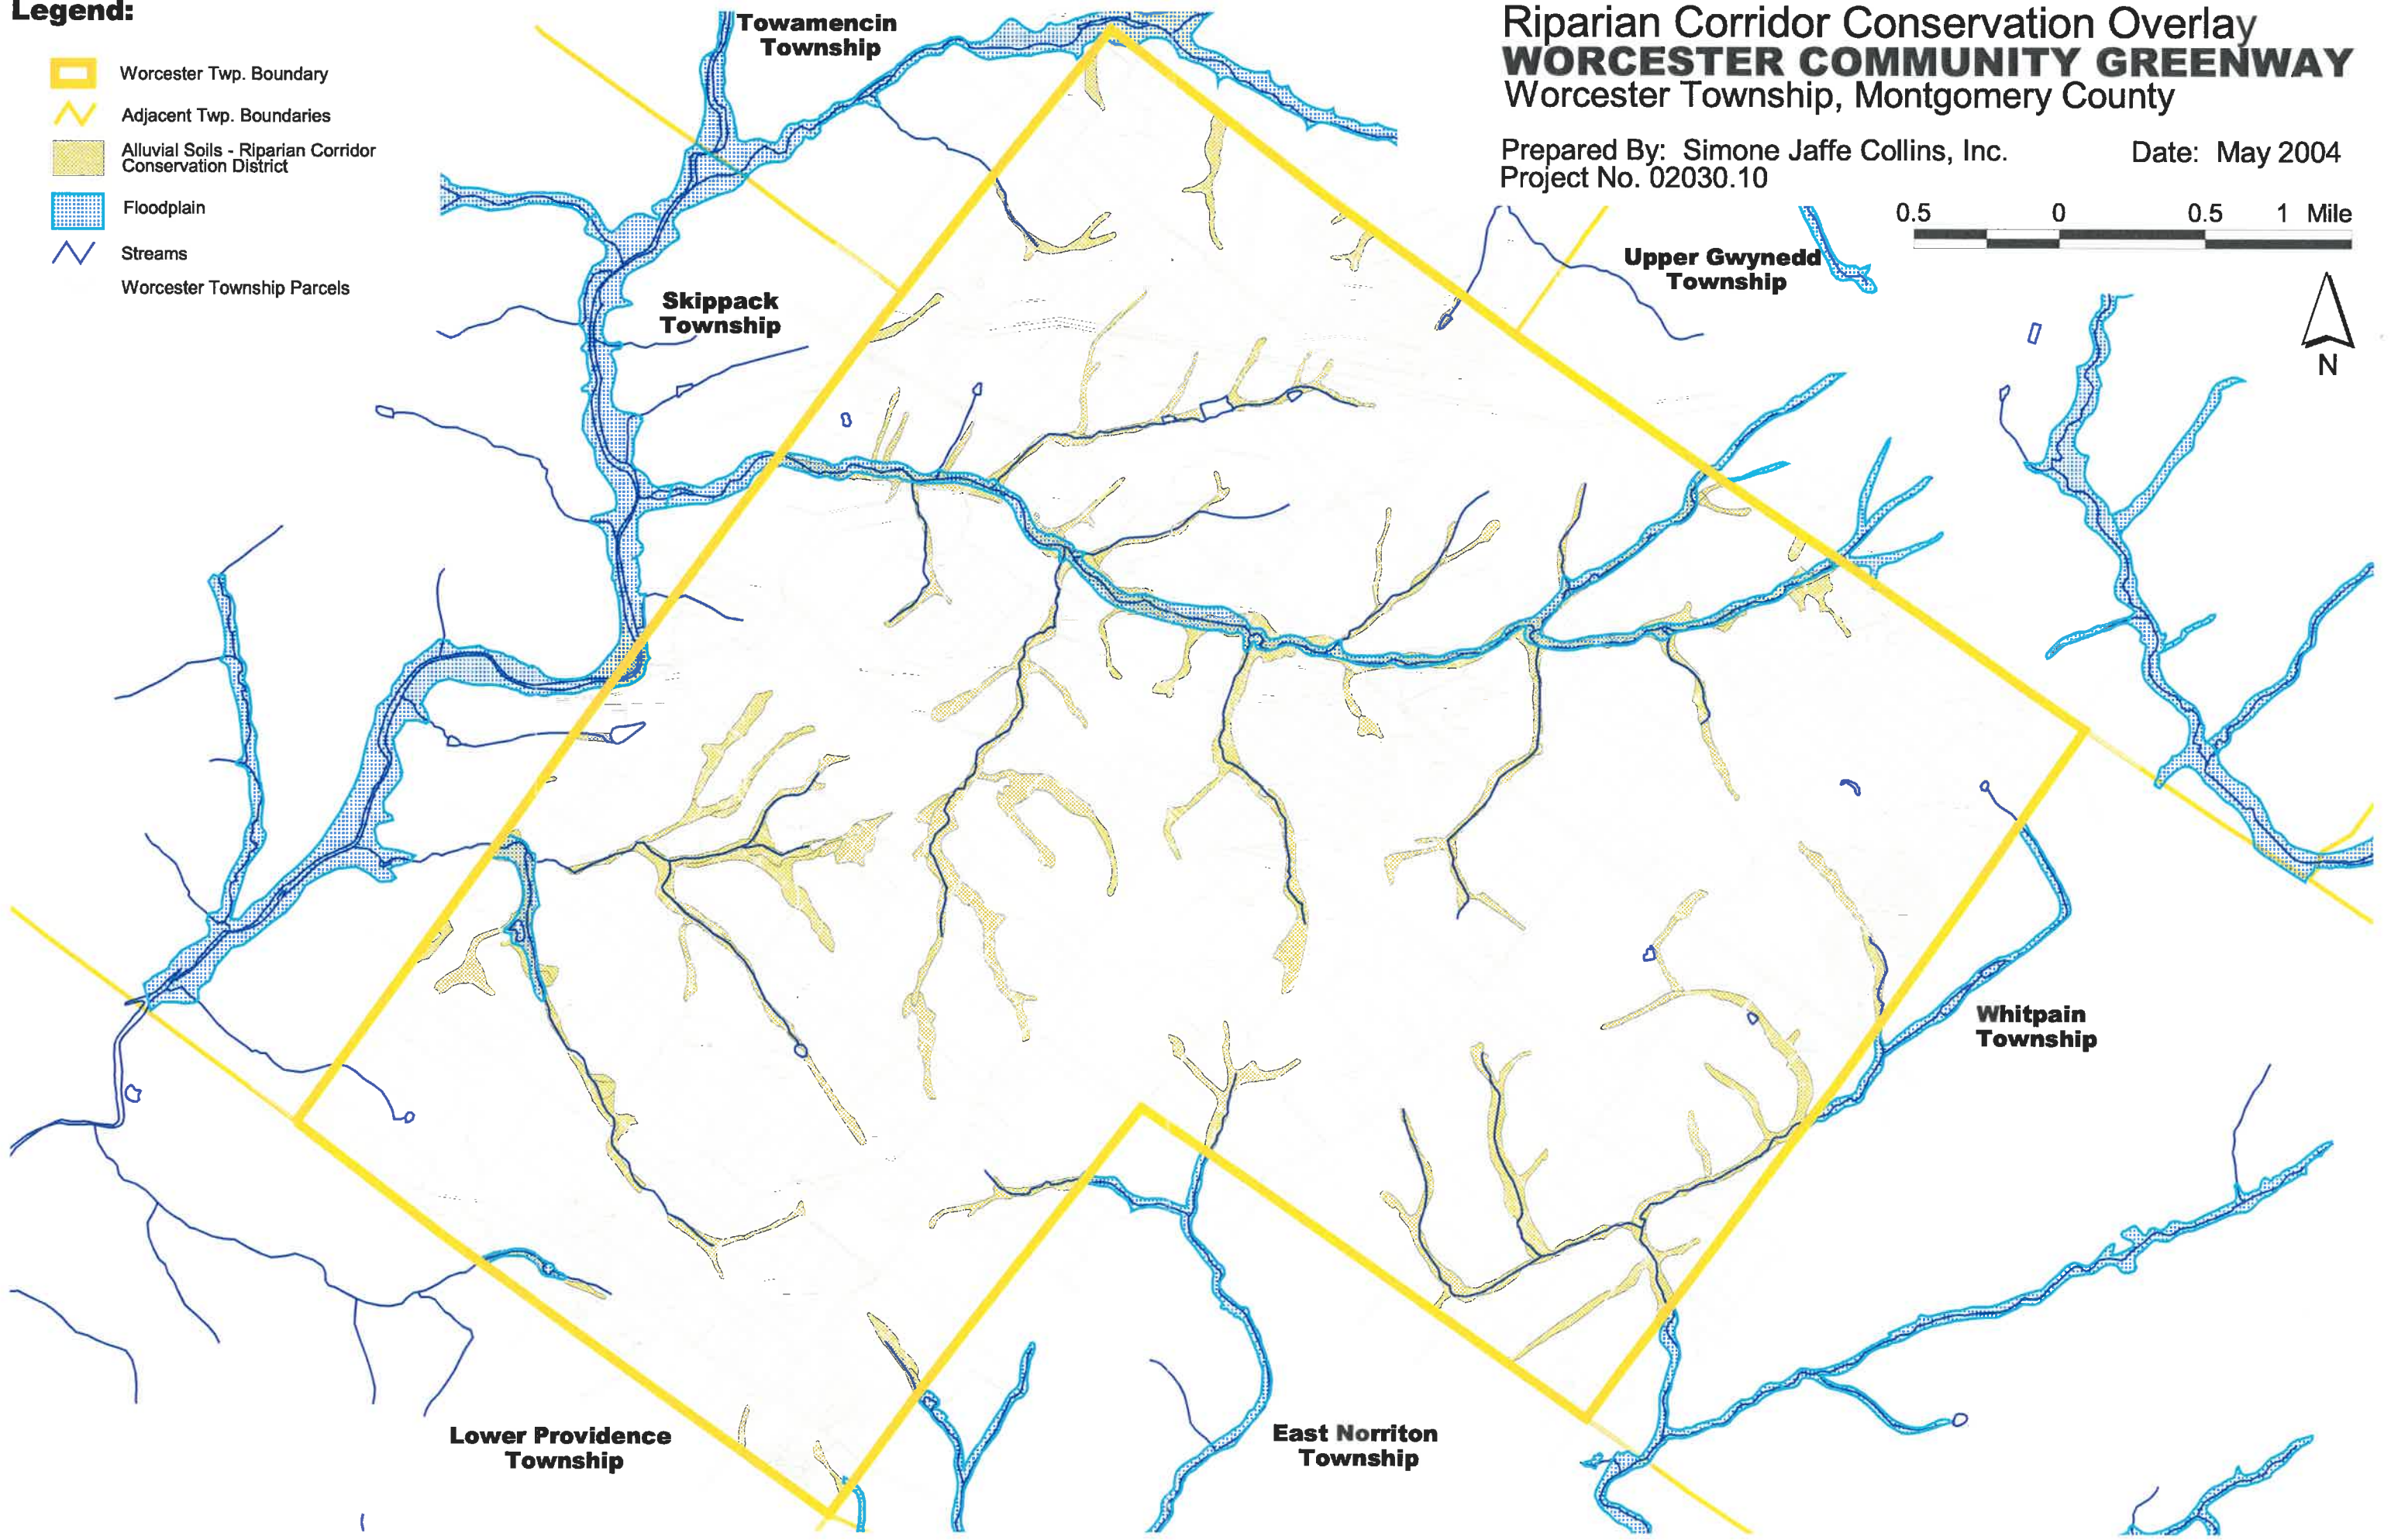 Legend:
Worcester Twp. Boundary
Adjacent Twp. Boundaries
Alluvial Soils - Riparian Corridor
Conservation District
Floodplain
Streams
Worcester Township Parcels
Riparian Corridor Conservation Overlay
WORCESTER COMMUNITY GREENWAY
Worcester Township, Montgomery County
Prepared By: Simone Jaffe Collins, Inc. Date: May 2004
Project No. 02030.10
0.5 0 0.5 1 Mile
N
Towamencin
Township
Skippack
Township
Upper Gwynedd
Township
Whitpain
Township
Lower Providence
Township
East Norriton
Township